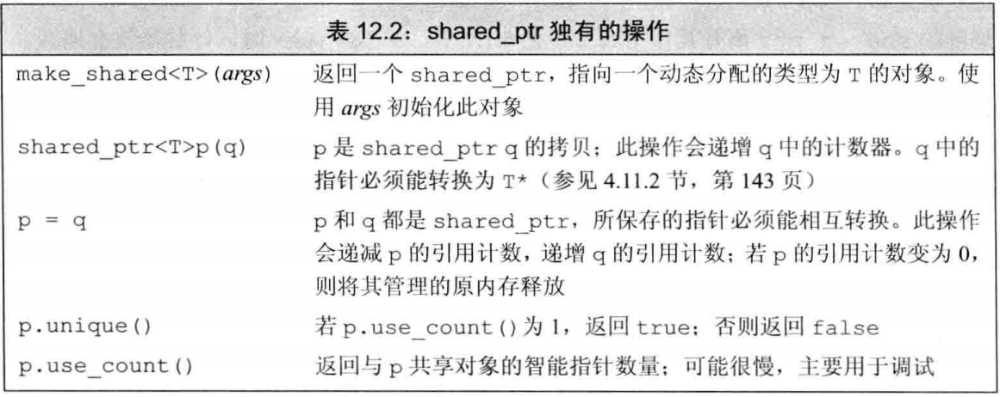 表 12.2：shared_ptr 独有的操作
make_shared<T>(args) 返回一个 shared_ptr，指向一个动态分配的类型为 T 的对象。使
用 args 初始化此对象
shared_ptr<T>p(q) p 是 shared_ptr q 的拷贝；此操作会递增 q 中的计数器。q 中的
指针必须能转换为 T*（参见 4.11.2 节，第 143 页）
p = q p 和 q 都是 shared_ptr，所保存的指针必须能相互转换。此操作
会递减 p 的引用计数，递增 q 的引用计数；若 p 的引用计数变为 0，
则将其管理的原内存释放
p.unique() 若 p.use_count() 为 1，返回 true；否则返回 false
p.use_count() 返回与 p 共享对象的智能指针数量；可能很慢，主要用于调试